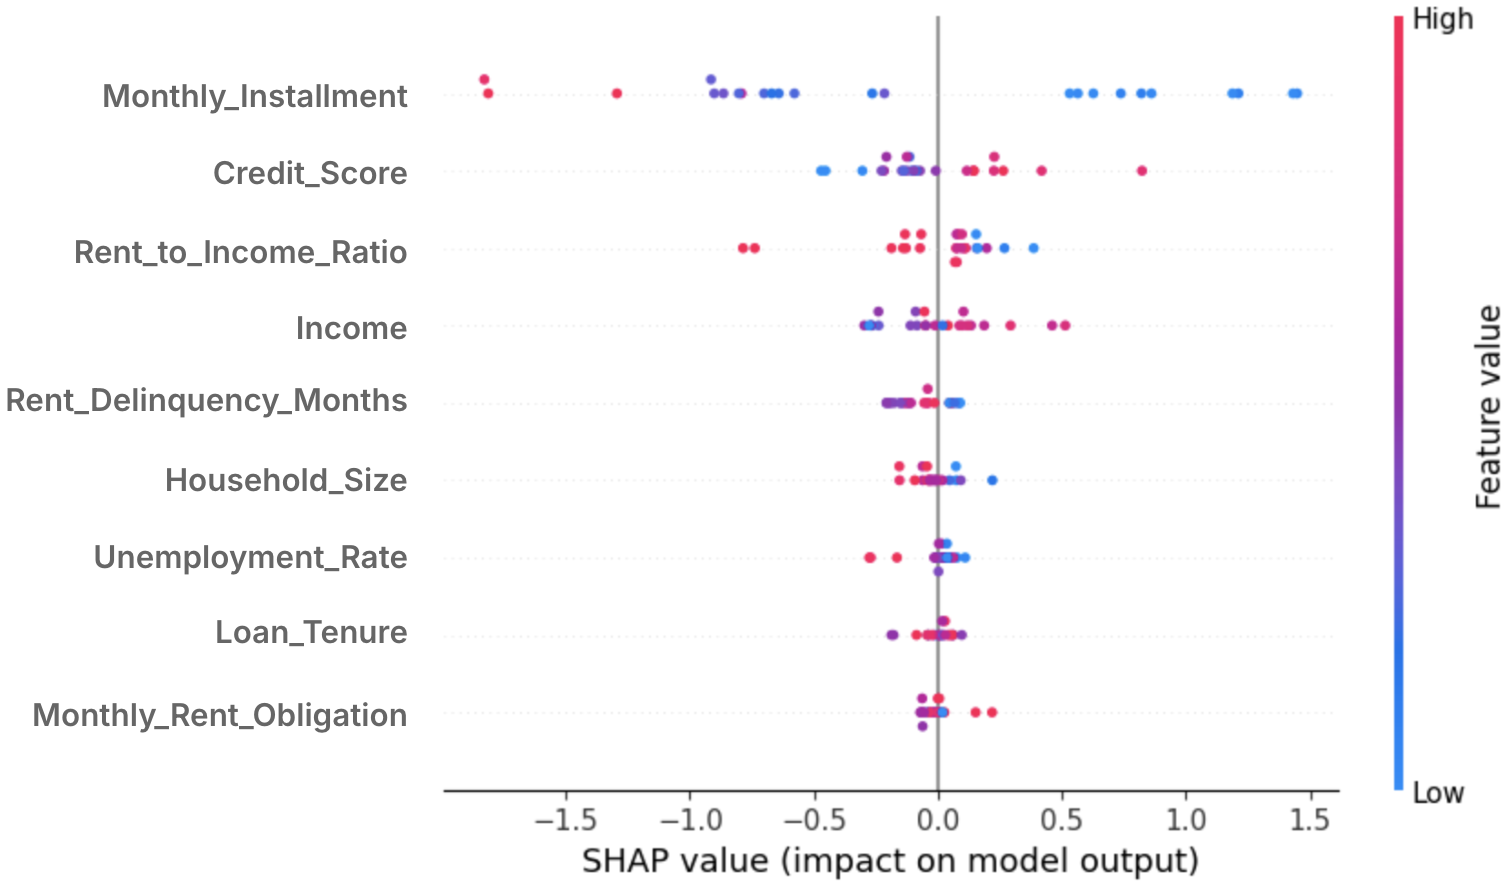 High
Monthly_Installment
Credit_Score
Rent_to_Income_Ratio
Income
Rent_Delinquency_Months
Household_Size
Unemployment_Rate
Loan_Tenure
Monthly_Rent_Obligation
Feature value
Low
−1.5 −1.0 −0.5 0.0 0.5 1.0 1.5
SHAP value (impact on model output)